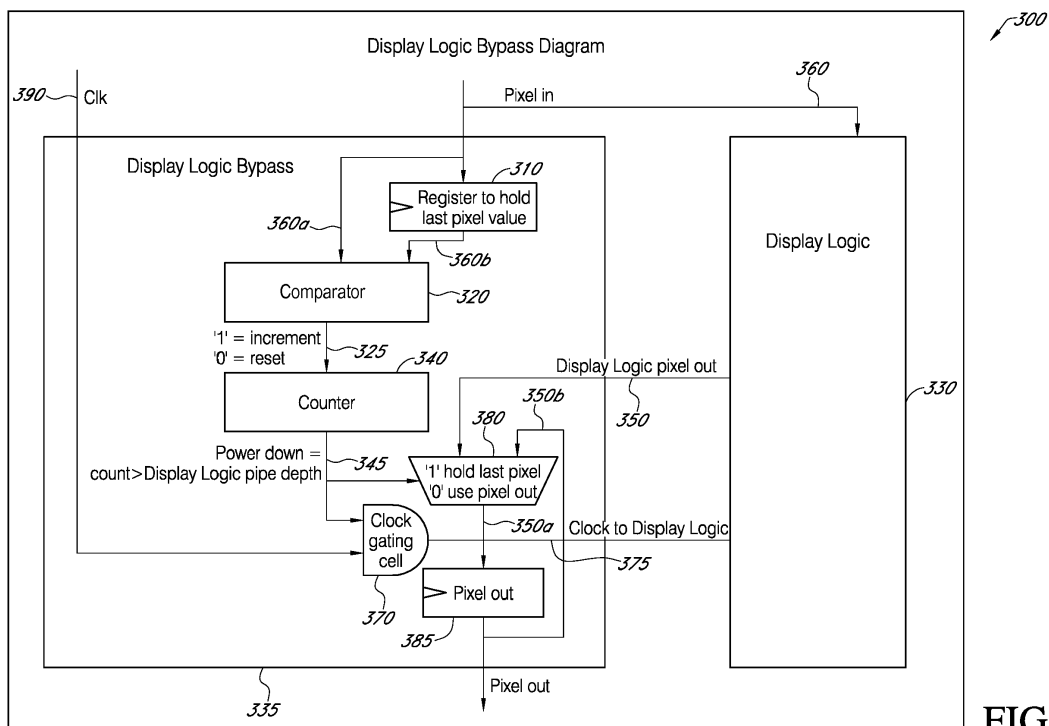 300
Display Logic Bypass Diagram
360
390
Clk
Pixel in
Display Logic Bypass
310
Register to hold
last pixel value
360a
360b
Display Logic
Comparator
320
'1' = increment
'0' = reset
325
340
Display Logic pixel out
Counter
350b
350
330
380
Power down =
count>Display Logic pipe depth
345
'1' hold last pixel
'0' use pixel out
Clock
gating
cell
350a
Clock to Display Logic
375
370
Pixel out
385
335
Pixel out
FIG